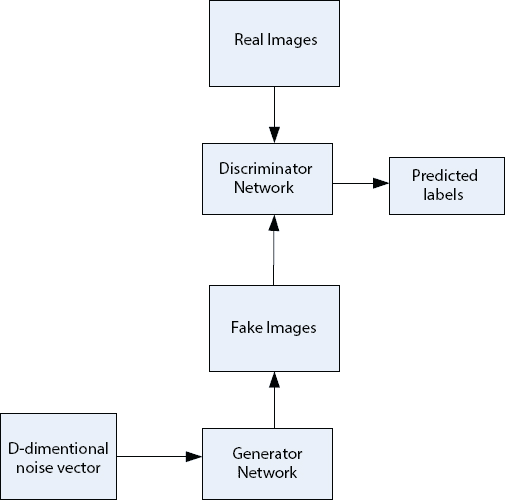 Real Images
Discriminator
Network
Predicted
labels
Fake Images
D-dimentional
noise vector
Generator
Network